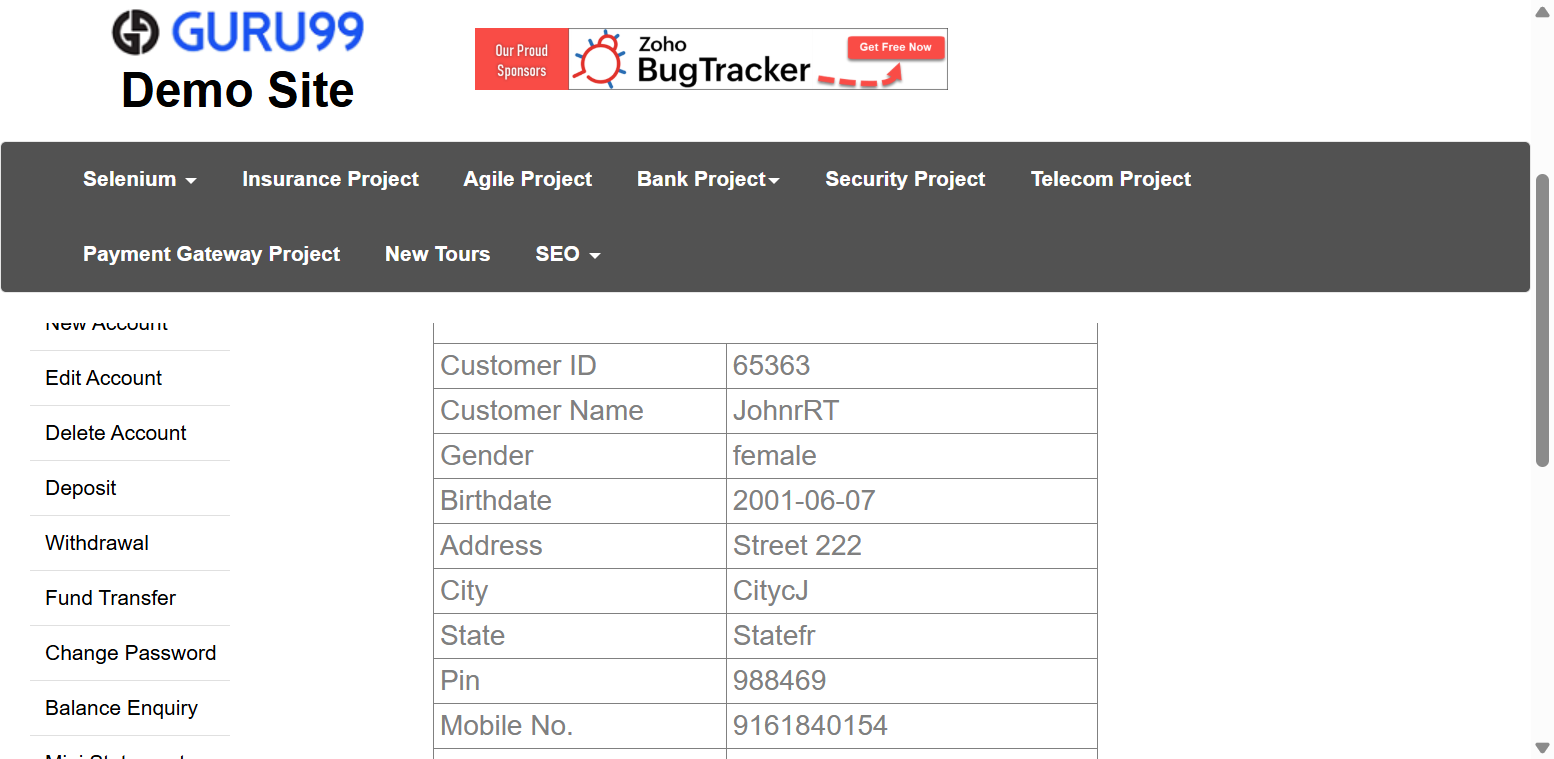 GURU99
Demo Site
Our Proud
Sponsors
Zoho
BugTracker
Get Free Now
Selenium
Insurance Project
Agile Project
Bank Project
Security Project
Telecom Project
Payment Gateway Project
New Tours
SEO
New Account
Edit Account
Delete Account
Deposit
Withdrawal
Fund Transfer
Change Password
Balance Enquiry
Mini Statement
Customer ID 65363
Customer Name JohnrRT
Gender female
Birthdate 2001-06-07
Address Street 222
City CitycJ
State Statefr
Pin 988469
Mobile No. 9161840154